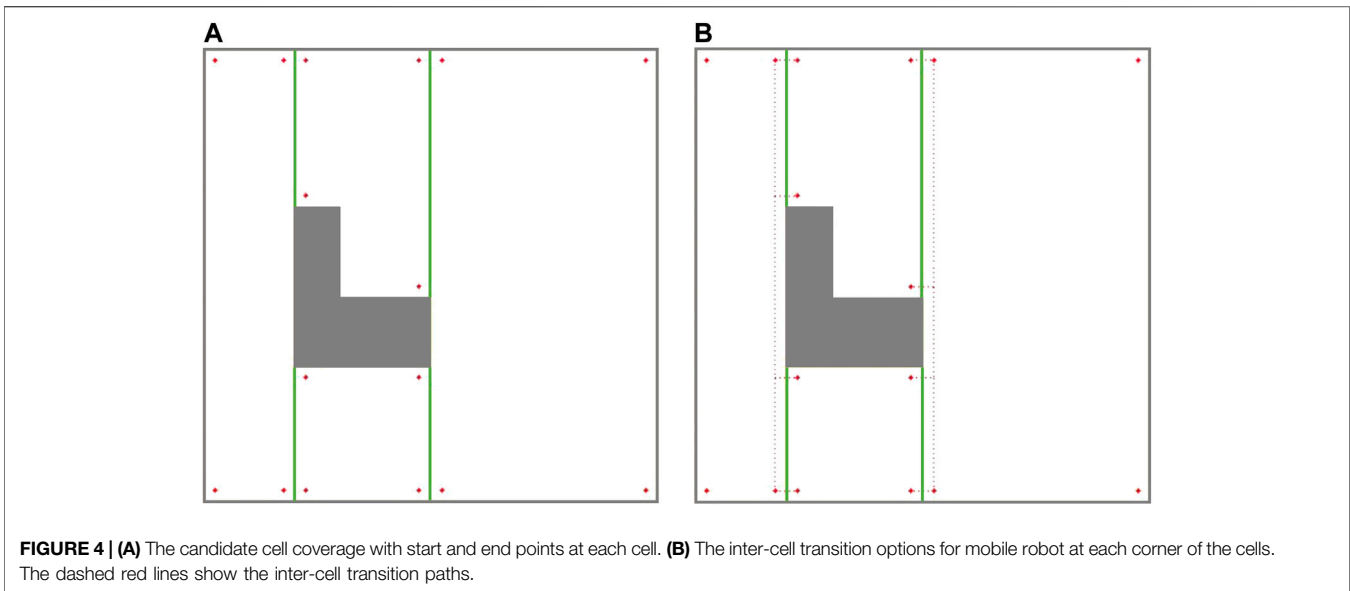 A
B
FIGURE 4 | (A) The candidate cell coverage with start and end points at each cell. (B) The inter-cell transition options for mobile robot at each corner of the cells.
The dashed red lines show the inter-cell transition paths.